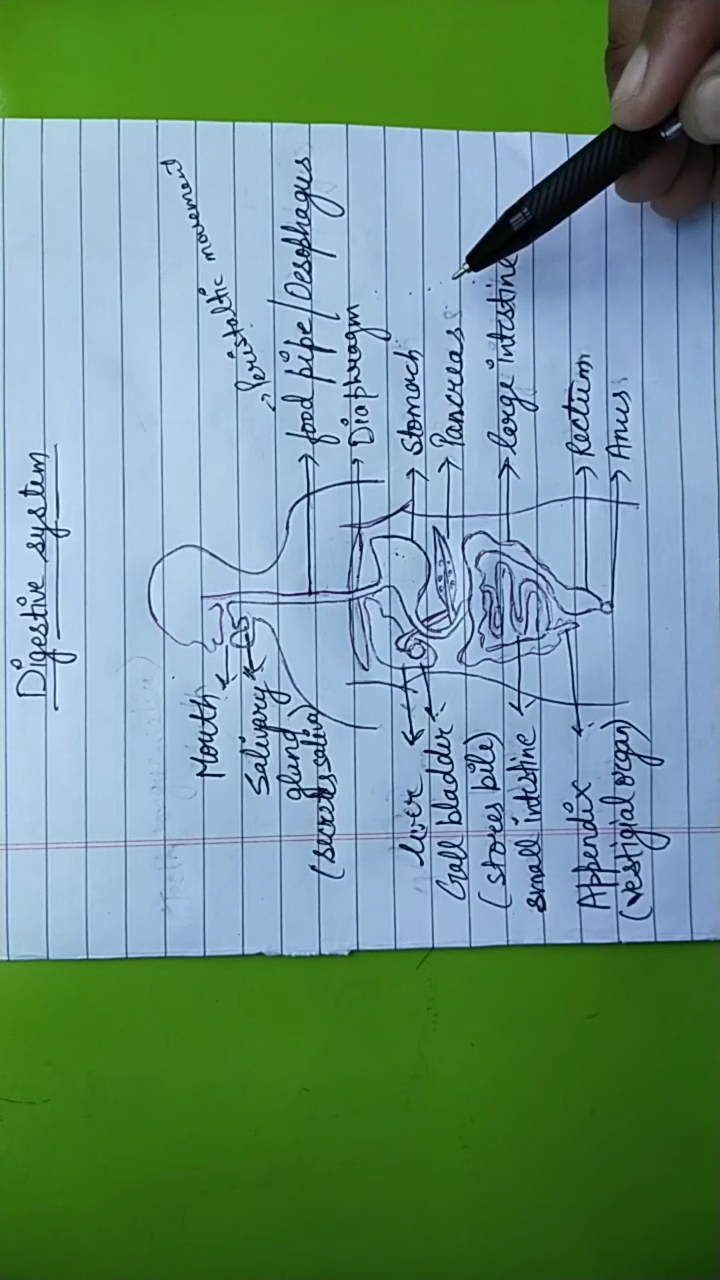 Digestive system
Peristaltic movement
food pipe/Oesophagus
Diaphragm
Stomach
Pancreas
large intestine
Rectum
Anus
Mouth
Salivary
gland
(secretes saliva)
liver
Gall bladder
(stores bile)
small intestine
Appendix
(vestigial organ)